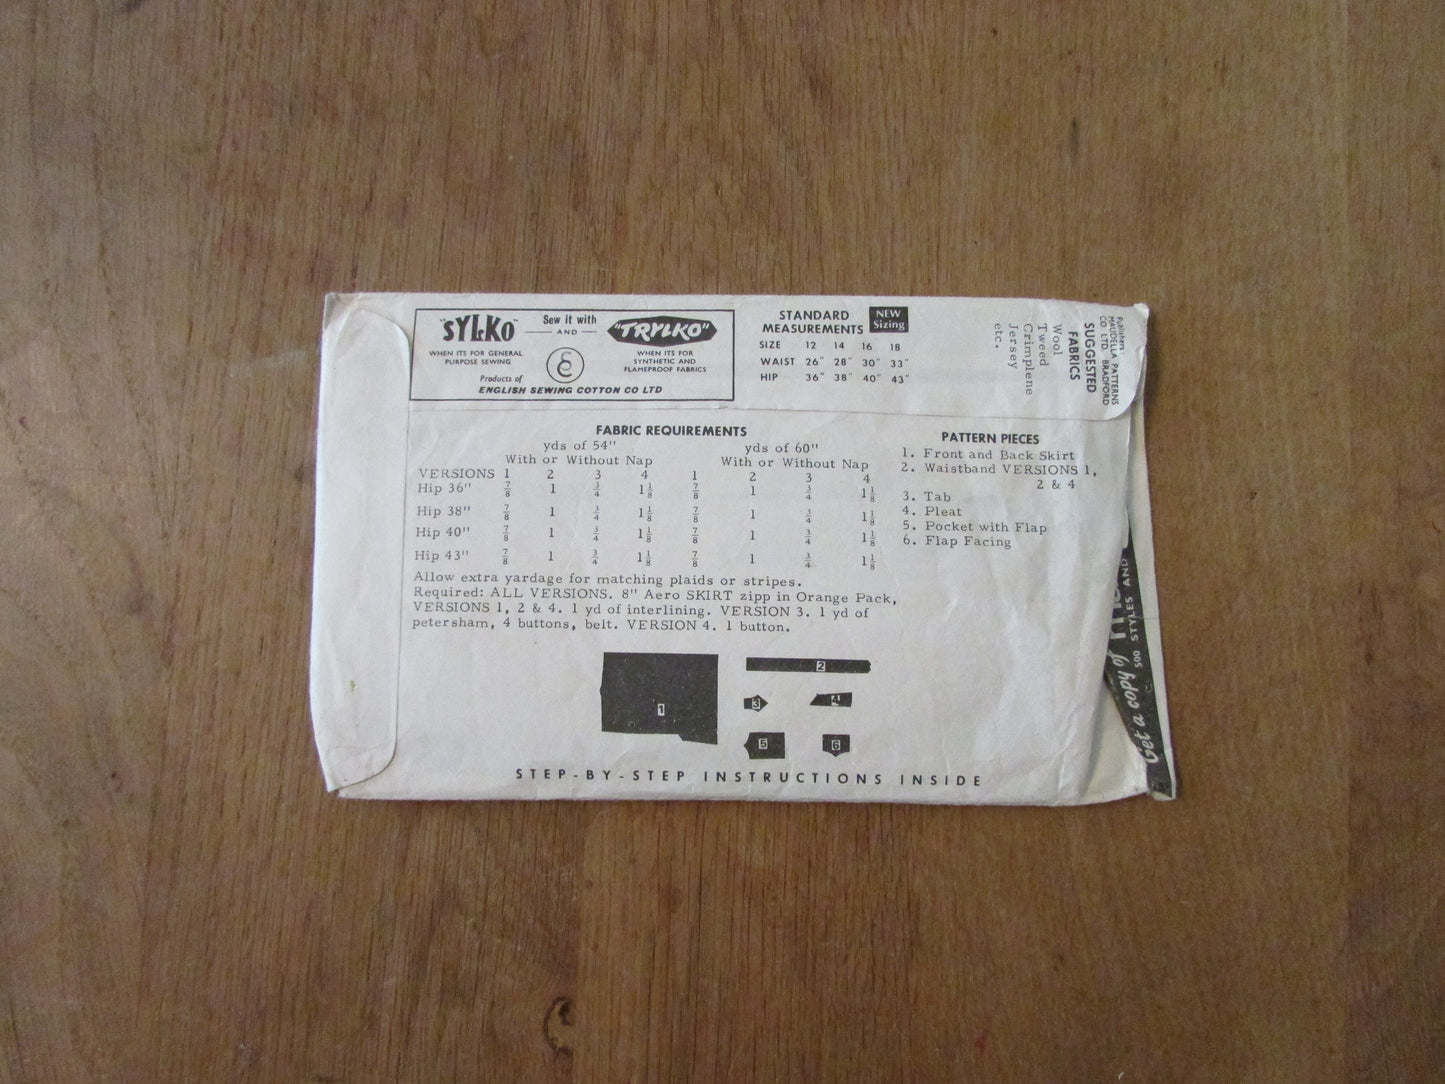 "SYLKO"
WHEN ITS FOR GENERAL
PURPOSE SEWING
Sew it with
AND
"TRYLKO"
WHEN ITS FOR
SYNTHETIC AND
FLAMEPROOF FABRICS
Products of
ENGLISH SEWING COTTON CO LTD
STANDARD
MEASUREMENTS
NEW
Sizing
SIZE 12 14 16 18
WAIST 26" 28" 30" 33"
HIP 36" 38" 40" 43"
Publishers
MAUDELLA PATTERNS
CO LTD BRADFORD
SUGGESTED
FABRICS
Wool
Tweed
Crimplene
Jersey
etc.
FABRIC REQUIREMENTS
yds of 54" yds of 60"
With or Without Nap With or Without Nap
VERSIONS 1 2 3 4 1 2 3 4
Hip 36" 7/8 1 3/4 1 1/8 7/8 1 3/4 1 1/8
Hip 38" 7/8 1 3/4 1 1/8 7/8 1 3/4 1 1/8
Hip 40" 7/8 1 3/4 1 1/8 7/8 1 3/4 1 1/8
Hip 43" 7/8 1 3/4 1 1/8 7/8 1 3/4 1 1/8
Allow extra yardage for matching plaids or stripes.
Required: ALL VERSIONS. 8" Aero SKIRT zipp in Orange Pack,
VERSIONS 1, 2 & 4. 1 yd of interlining. VERSION 3. 1 yd of
petersham, 4 buttons, belt. VERSION 4. 1 button.
PATTERN PIECES
1. Front and Back Skirt
2. Waistband VERSIONS 1,
2 & 4
3. Tab
4. Pleat
5. Pocket with Flap
6. Flap Facing
1
2
3
4
5
6
STEP-BY-STEP INSTRUCTIONS INSIDE
Get a copy of
500 STYLES AND